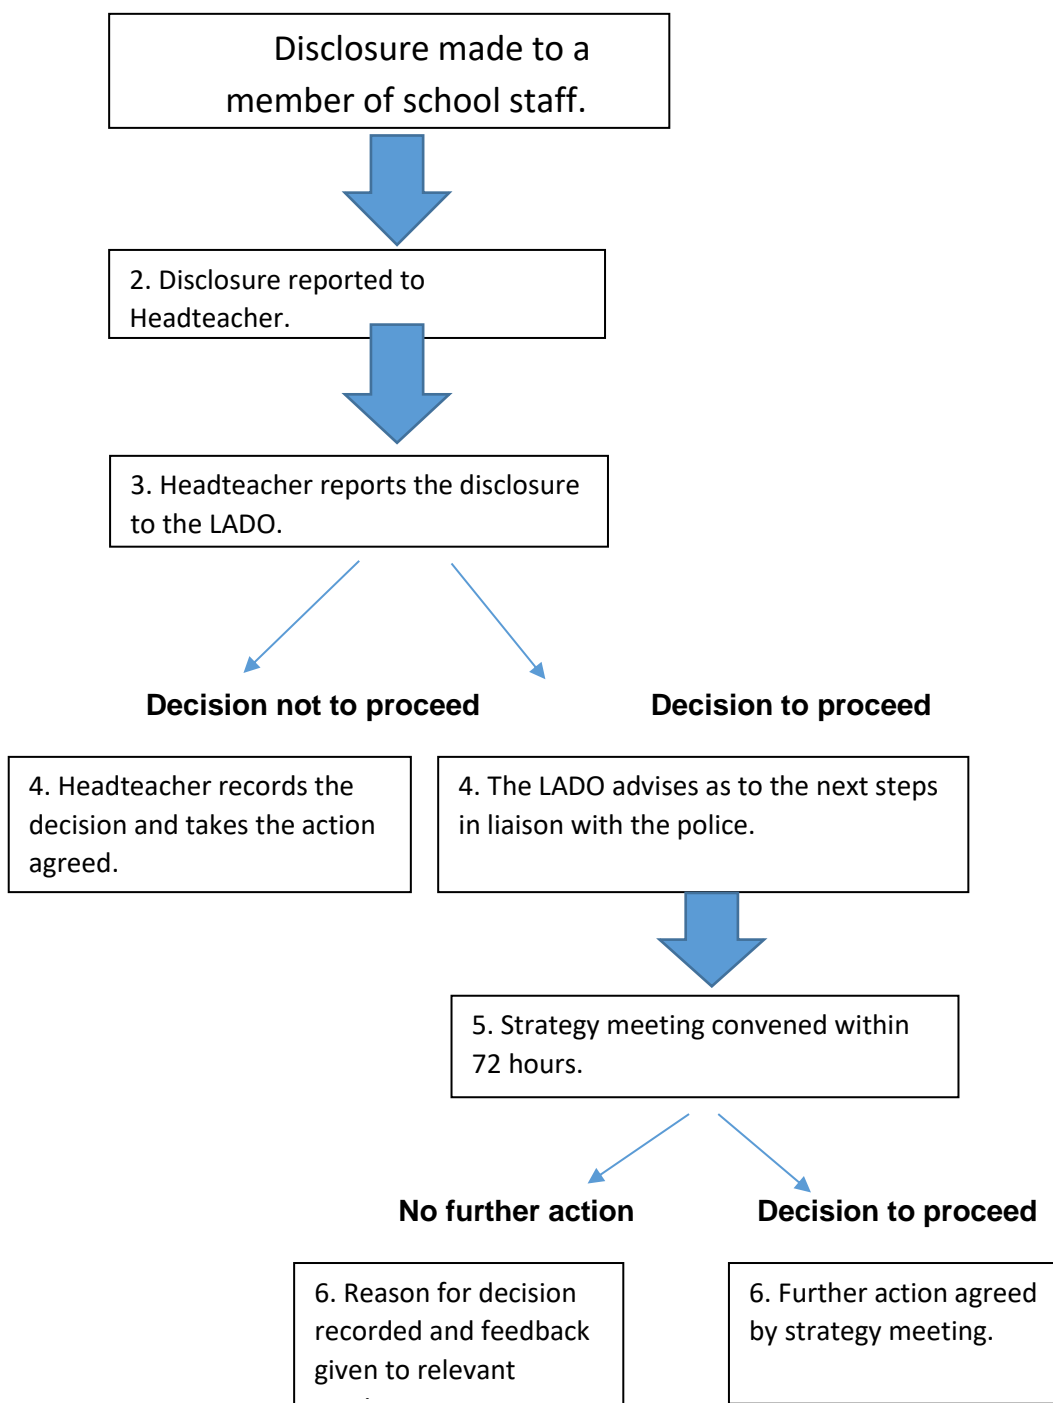 Disclosure made to a
member of school staff.
2. Disclosure reported to
Headteacher.
3. Headteacher reports the disclosure
to the LADO.
Decision not to proceed
Decision to proceed
4. Headteacher records the
decision and takes the action
agreed.
4. The LADO advises as to the next steps
in liaison with the police.
5. Strategy meeting convened within
72 hours.
No further action
Decision to proceed
6. Reason for decision
recorded and feedback
given to relevant
6. Further action agreed
by strategy meeting.